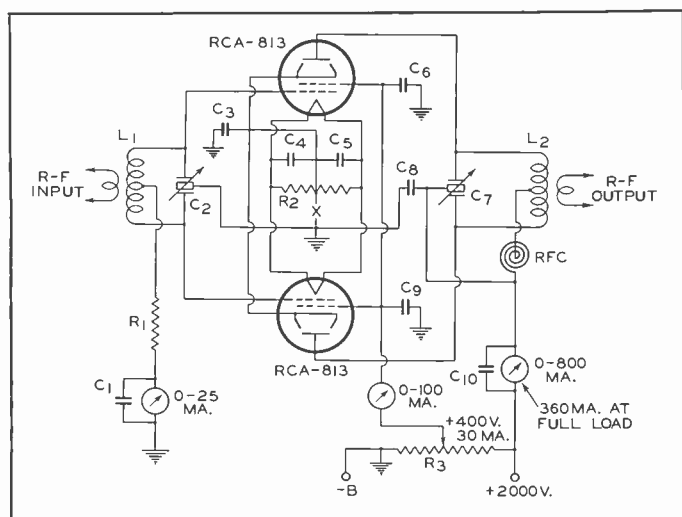 RCA-813
C6
L1
C3
C4
C5
C8
L2
R-F
INPUT
C2
R2
X
C7
R-F
OUTPUT
RFC
C9
R1
RCA-813
C1
0-25
MA.
0-100
MA.
C10
0-800
MA.
+400V.
30 MA.
360MA. AT
FULL LOAD
R3
-B
+2000V.